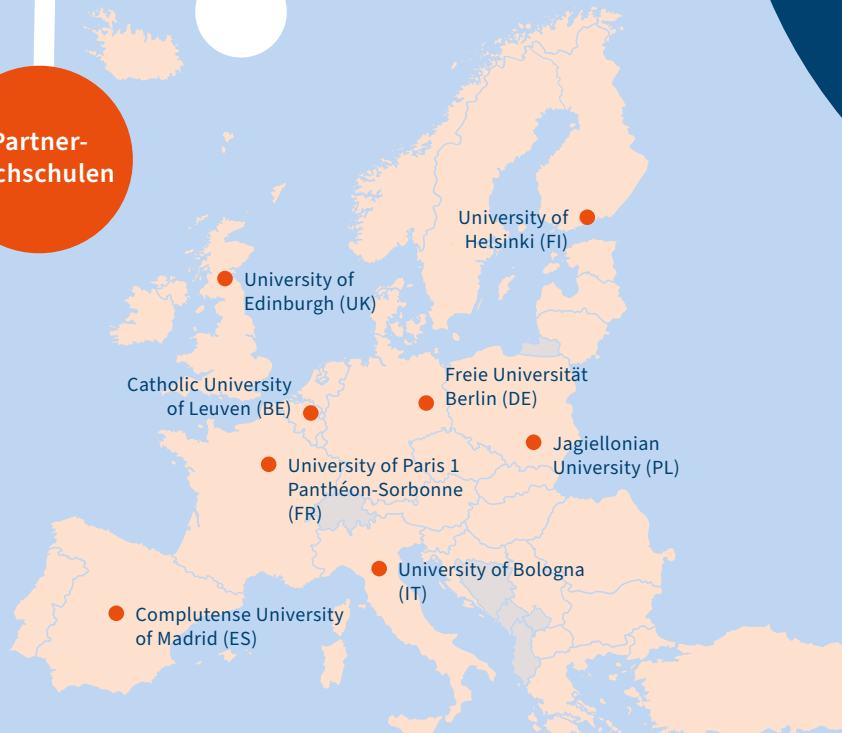 Partner-
chschulen
University of
Helsinki (FI)
University of
Edinburgh (UK)
Freie Universität
Berlin (DE)
Catholic University
of Leuven (BE)
Jagiellonian
University (PL)
University of Paris 1
Panthéon-Sorbonne
(FR)
University of Bologna
(IT)
Complutense University
of Madrid (ES)